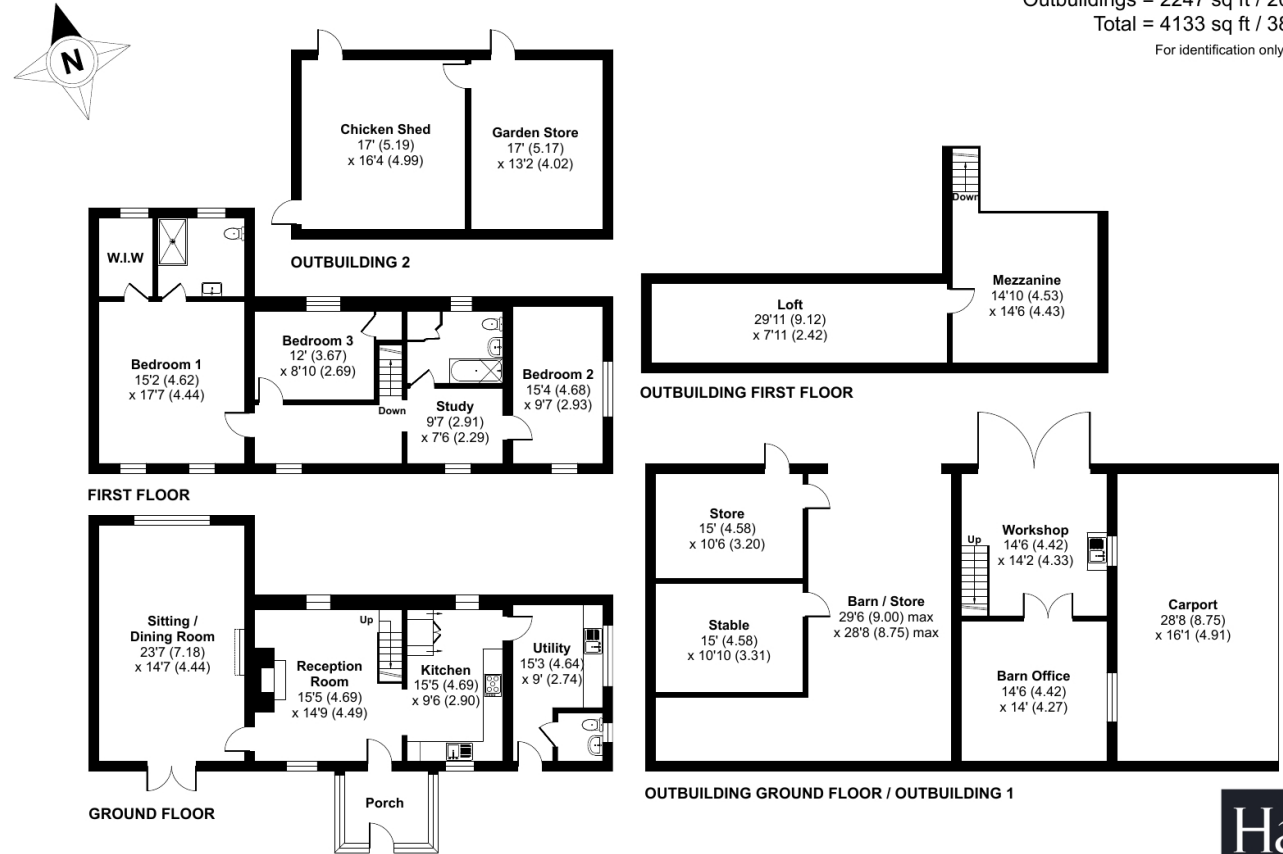 Outbuildings = 2247 sq ft /
Total = 4133 sq ft /
For identification only
N
Chicken Shed
17' (5.19)
x 16'4 (4.99)
Garden Store
17' (5.17)
x 13'2 (4.02)
OUTBUILDING 2
W.I.W
Bedroom 1
15'2 (4.62)
x 17'7 (4.44)
Bedroom 3
12' (3.67)
x 8'10 (2.69)
Down
Study
9'7 (2.91)
x 7'6 (2.29)
Bedroom 2
15'4 (4.68)
x 9'7 (2.93)
FIRST FLOOR
Down
Mezzanine
14'10 (4.53)
x 14'6 (4.43)
Loft
29'11 (9.12)
x 7'11 (2.42)
OUTBUILDING FIRST FLOOR
Sitting /
Dining Room
23'7 (7.18)
x 14'7 (4.44)
Up
Reception
Room
15'5 (4.69)
x 14'9 (4.49)
Kitchen
15'5 (4.69)
x 9'6 (2.90)
Utility
15'3 (4.64)
x 9' (2.74)
Porch
GROUND FLOOR
Store
15' (4.58)
x 10'6 (3.20)
Stable
15' (4.58)
x 10'10 (3.31)
Barn / Store
29'6 (9.00) max
x 28'8 (8.75) max
Up
Workshop
14'6 (4.42)
x 14'2 (4.33)
Barn Office
14'6 (4.42)
x 14' (4.27)
Carport
28'8 (8.75)
x 16'1 (4.91)
OUTBUILDING GROUND FLOOR / OUTBUILDING 1